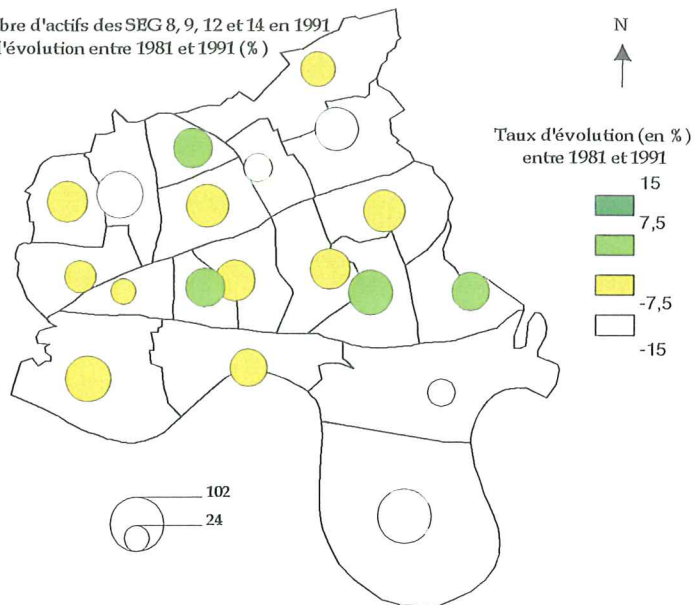 bre d'actifs des SEG 8, 9, 12 et 14 en 1991
'évolution entre 1981 et 1991 (%)
N
Taux d'évolution (en %)
entre 1981 et 1991
15
7,5
-7,5
-15
102
24